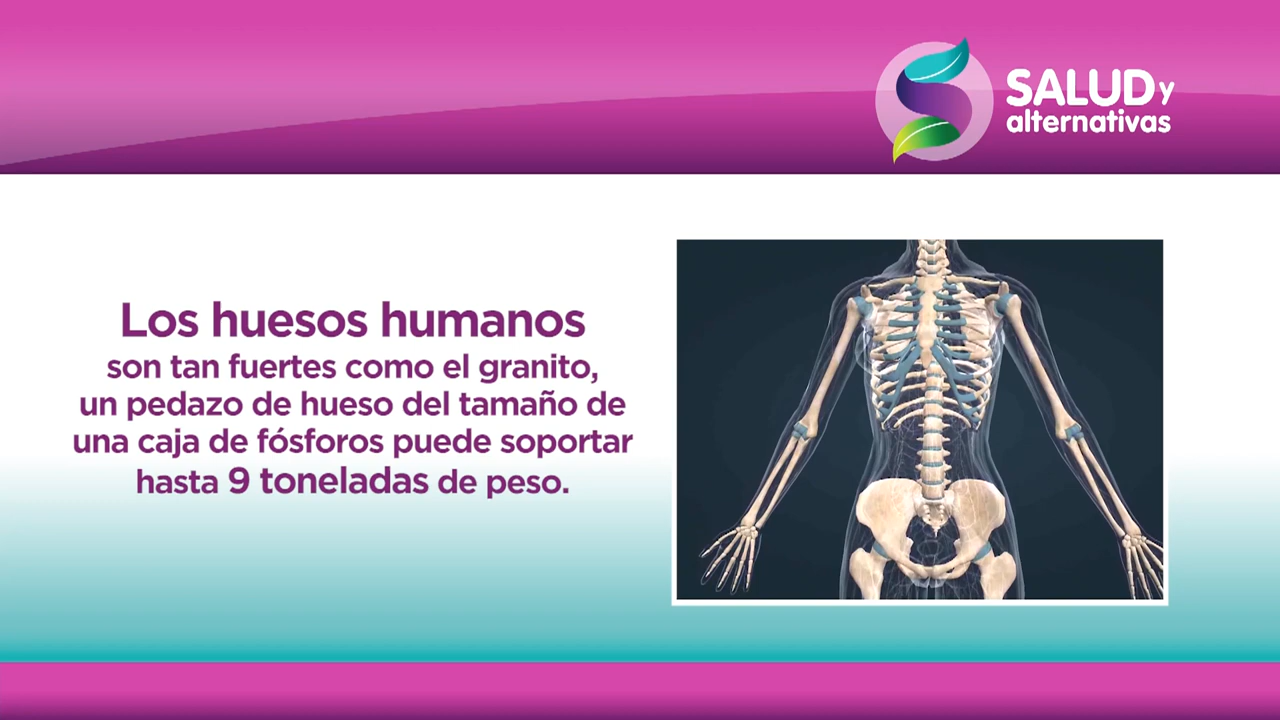 SALUD y
alternativas
Los huesos humanos
son tan fuertes como el granito,
un pedazo de hueso del tamaño de
una caja de fósforos puede soportar
hasta 9 toneladas de peso.